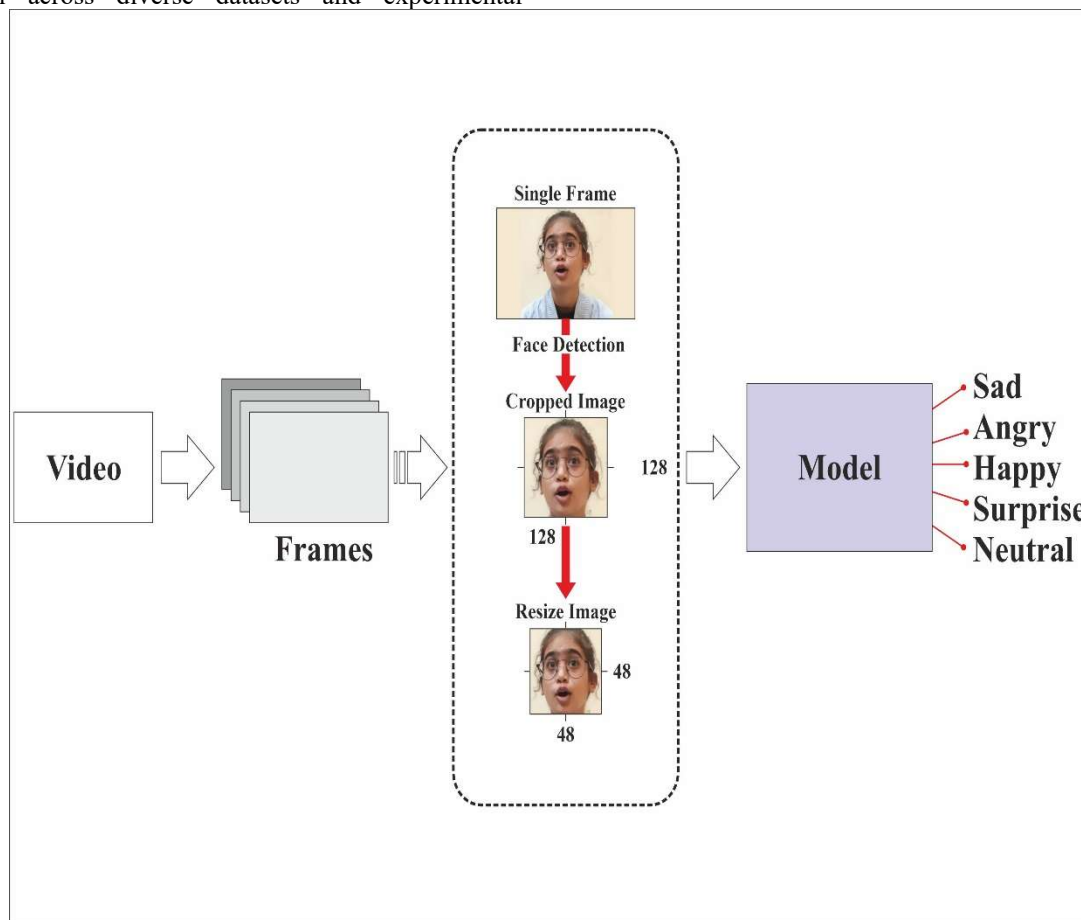 across diverse datasets and experimental
Single Frame
Face Detection
Cropped Image
128
128
Resize Image
48
48
Video
Frames
Model
Sad
Angry
Happy
Surprise
Neutral